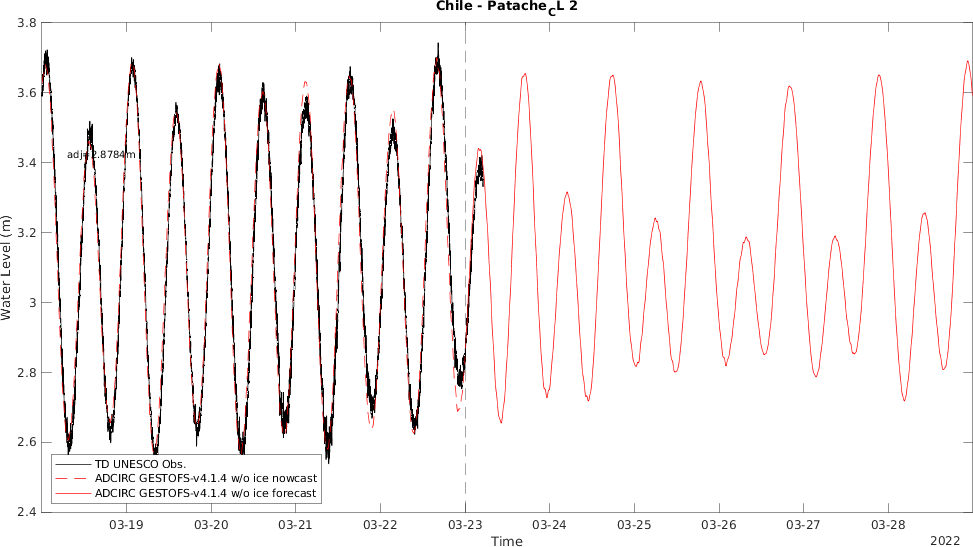 Chile - Patache_CL 2
3.8
3.6
3.4
3.2
3
2.8
2.6
2.4
Water Level (m)
adj=2.8784m
TD UNESCO Obs.
ADCIRC GESTOFS-v4.1.4 w/o ice nowcast
ADCIRC GESTOFS-v4.1.4 w/o ice forecast
03-19 03-20 03-21 03-22 03-23 03-24 03-25 03-26 03-27 03-28
Time
2022